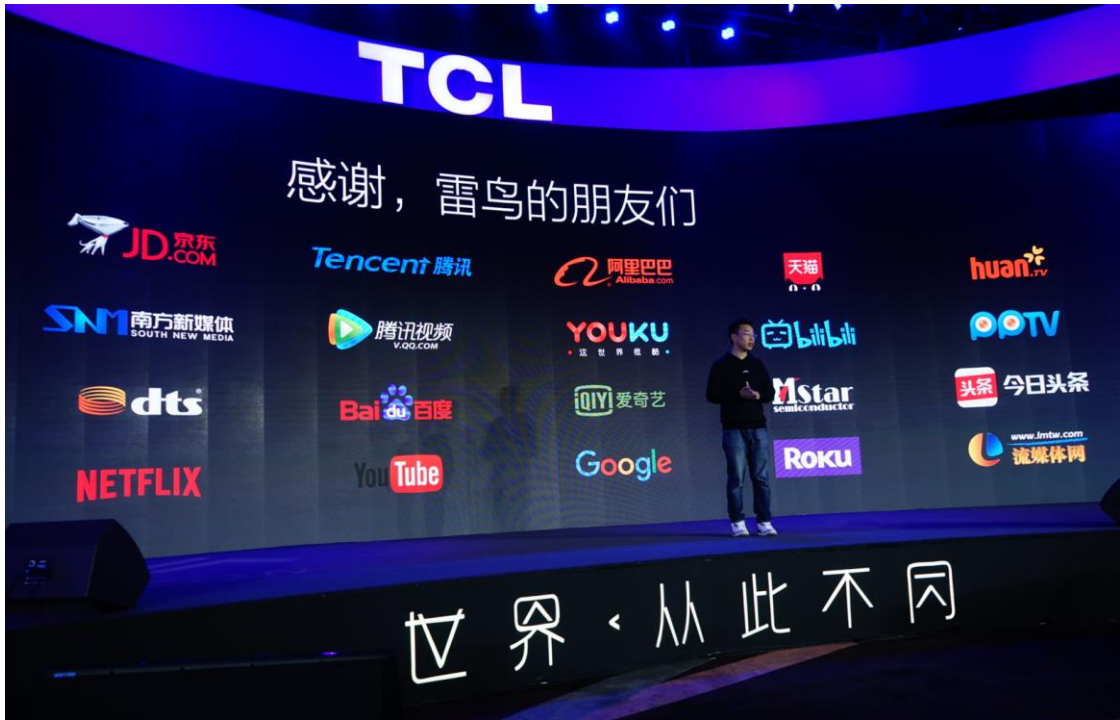 TCL
感谢，雷鸟的朋友们
JD.京东
.COM
Tencent 腾讯
阿里巴巴
Alibaba.com
天猫
huan.TV
SNM 南方新媒体
SOUTH NEW MEDIA
腾讯视频
V.QQ.COM
YOUKU
这世界很酷
bilibili
PPTV
dts
Bai du 百度
iQIYI 爱奇艺
MStar
semiconductor
头条 今日头条
NETFLIX
YouTube
Google
ROKU
www.lmtw.com
流媒体网
世界·从此不同